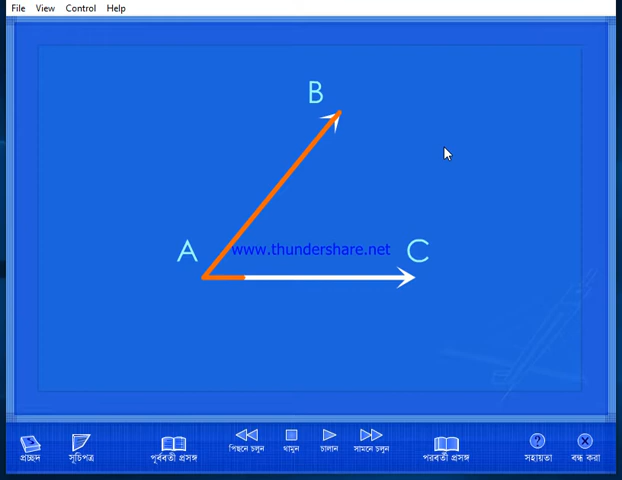 File View Control Help
B
A
www.thundershare.net
C
প্রচ্ছদ সূচিপত্র পূর্ববর্তী প্রসঙ্গ পিছনে চলুন থামুন চালান সামনে চলুন পরবর্তী প্রসঙ্গ সহায়তা বন্ধ করা